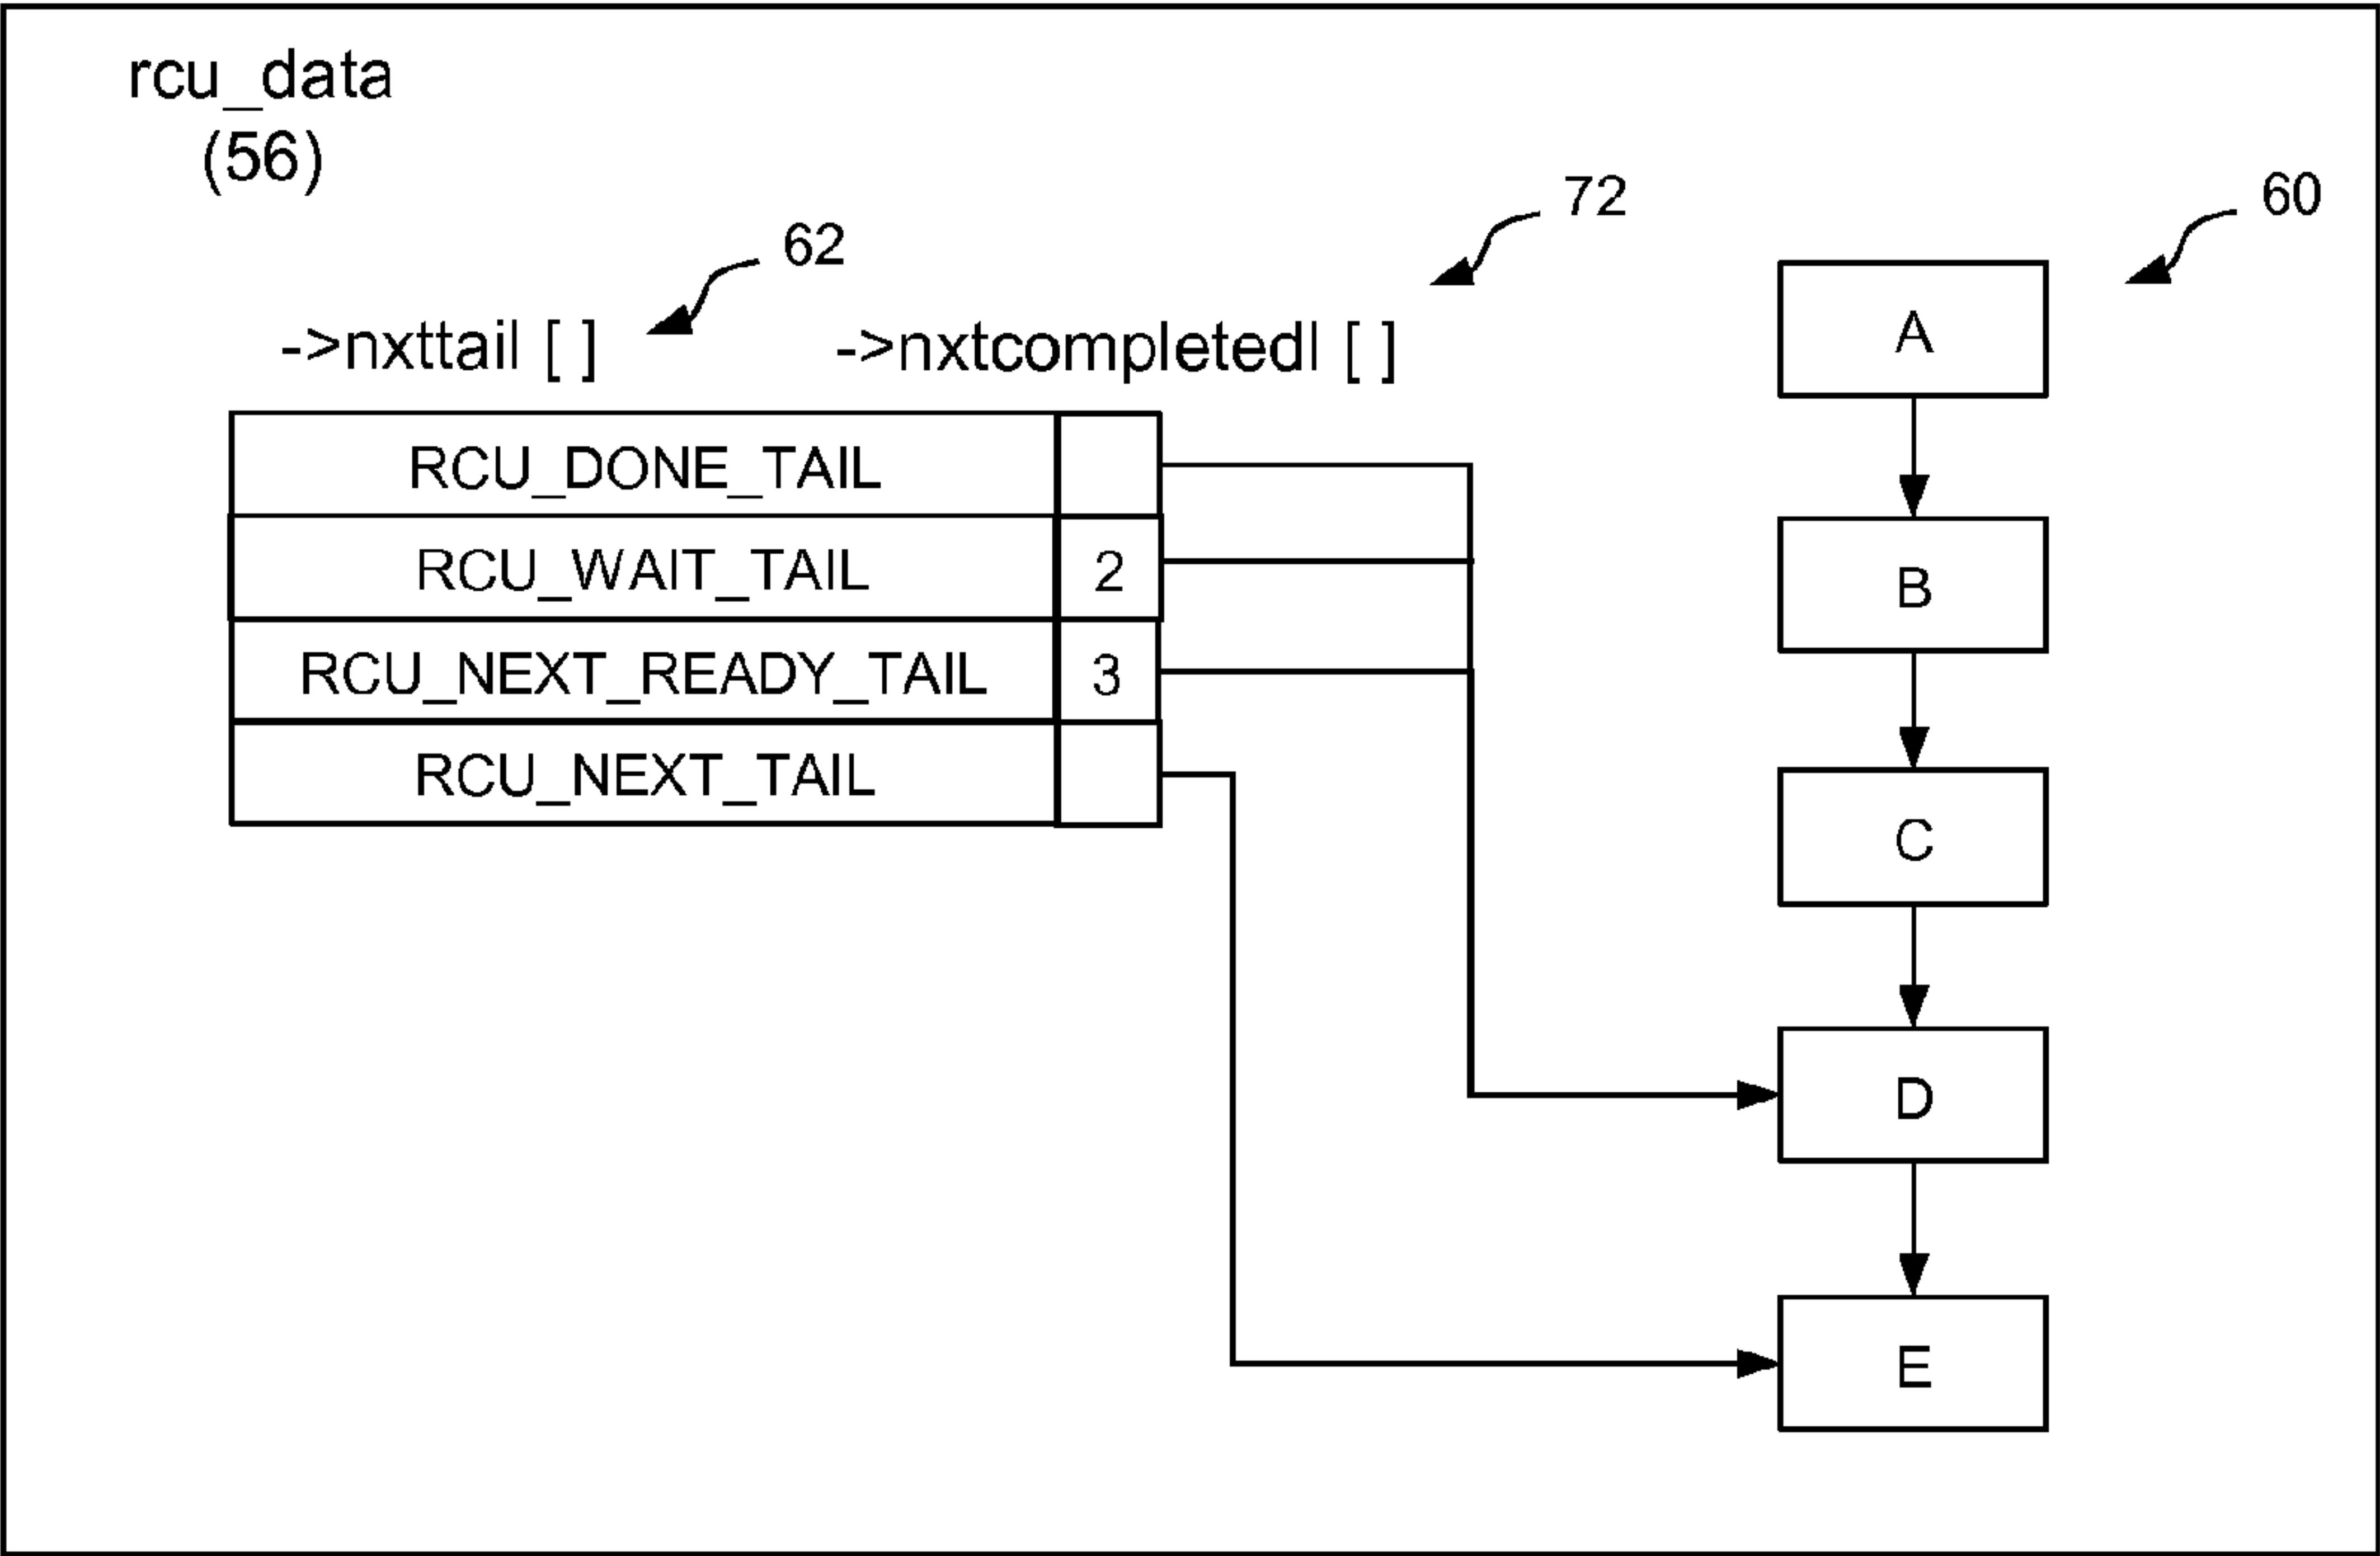 rcu_data
(56)
62
72
60
->nxttail [ ]
->nxtcompletedl [ ]
RCU_DONE_TAIL
RCU_WAIT_TAIL 2
RCU_NEXT_READY_TAIL 3
RCU_NEXT_TAIL
A
B
C
D
E